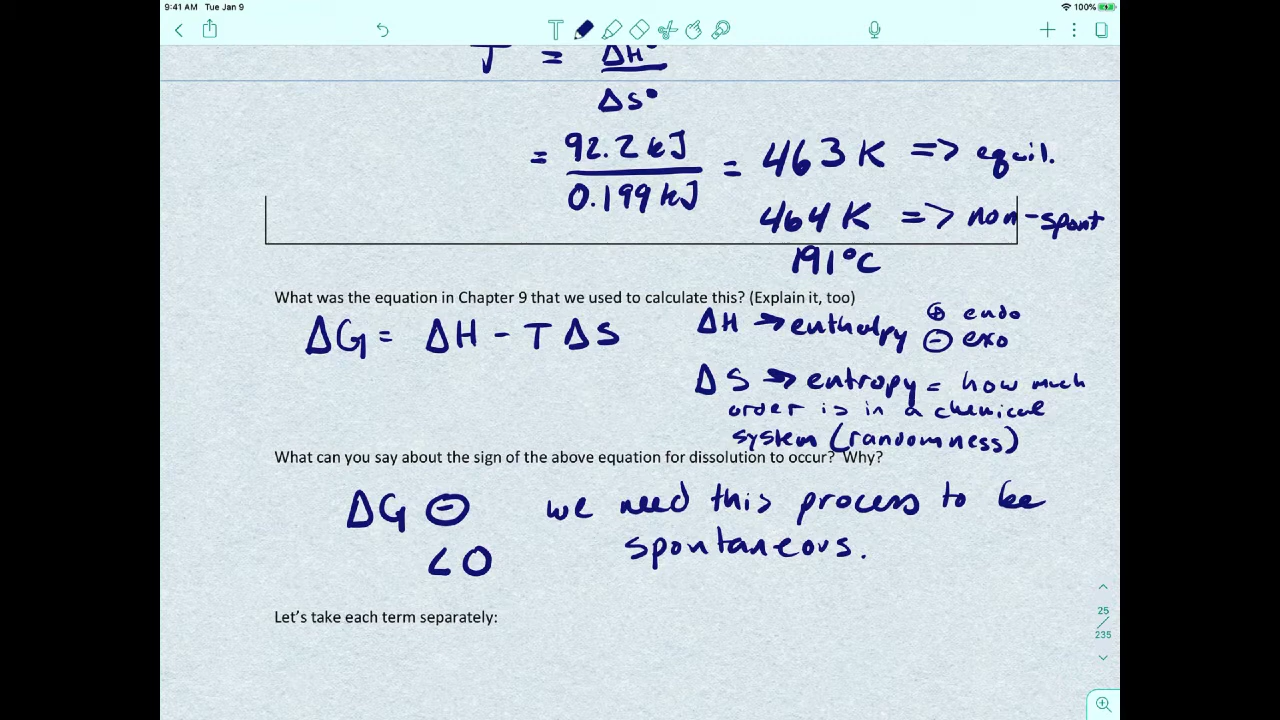 9:41 AM Tue Jan 9
100%
T = ΔH°
ΔS°
= 92.2 kJ
0.199 kJ
= 463 K => equil.
464 K => non-spont
191°C
What was the equation in Chapter 9 that we used to calculate this? (Explain it, too)
ΔG = ΔH - TΔS
ΔH → enthalpy ⊕ endo
⊖ exo
ΔS → entropy = how much
order is in a chemical
system (randomness)
What can you say about the sign of the above equation for dissolution to occur? Why?
ΔG ⊖ we need this process to be
< 0 spontaneous.
Let's take each term separately:
25
/
235